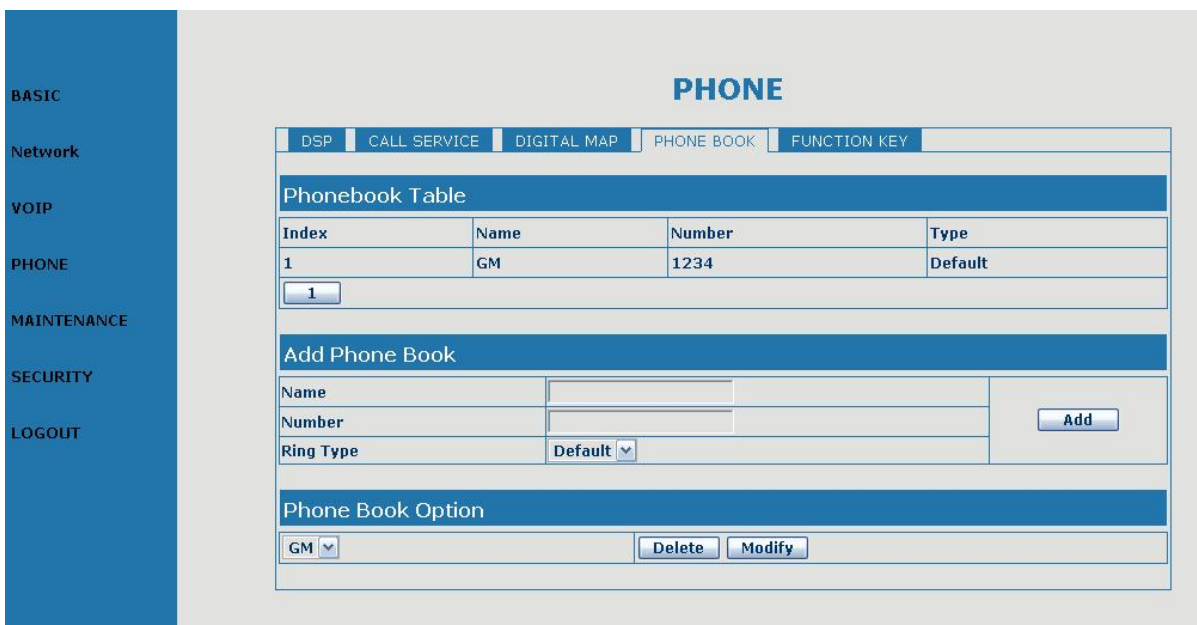 PHONE
BASIC
Network
VOIP
PHONE
MAINTENANCE
SECURITY
LOGOUT
DSP CALL SERVICE DIGITAL MAP PHONE BOOK FUNCTION KEY
Phonebook Table
Index Name Number Type
1 GM 1234 Default
1
Add Phone Book
Name
Number
Add
Ring Type Default
Phone Book Option
GM Delete Modify